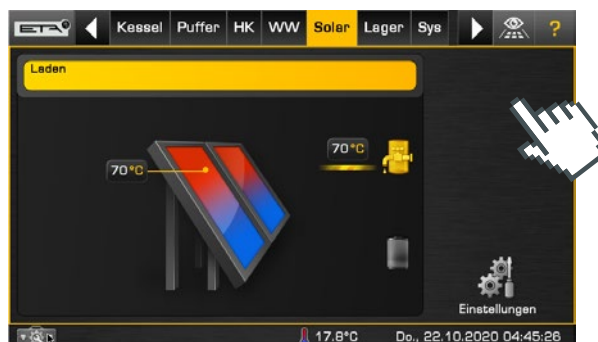 ETA Kessel Puffer HK WW Solar Lager Sys ?
Laden
70°C
70°C
Einstellungen
17.8°C Do., 22.10.2020 04:45:26